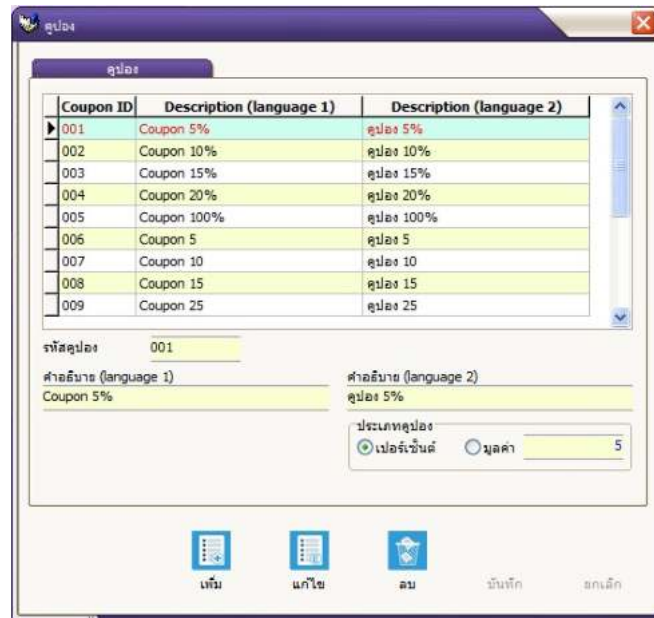 คูปอง
คูปอง
Coupon ID Description (language 1) Description (language 2)
001 Coupon 5% คูปอง 5%
002 Coupon 10% คูปอง 10%
003 Coupon 15% คูปอง 15%
004 Coupon 20% คูปอง 20%
005 Coupon 100% คูปอง 100%
006 Coupon 5 คูปอง 5
007 Coupon 10 คูปอง 10
008 Coupon 15 คูปอง 15
009 Coupon 25 คูปอง 25
รหัสคูปอง 001
คำอธิบาย (language 1) คำอธิบาย (language 2)
Coupon 5% คูปอง 5%
ประเภทคูปอง
เปอร์เซ็นต์ มูลค่า 5
เพิ่ม แก้ไข ลบ บันทึก ยกเลิก